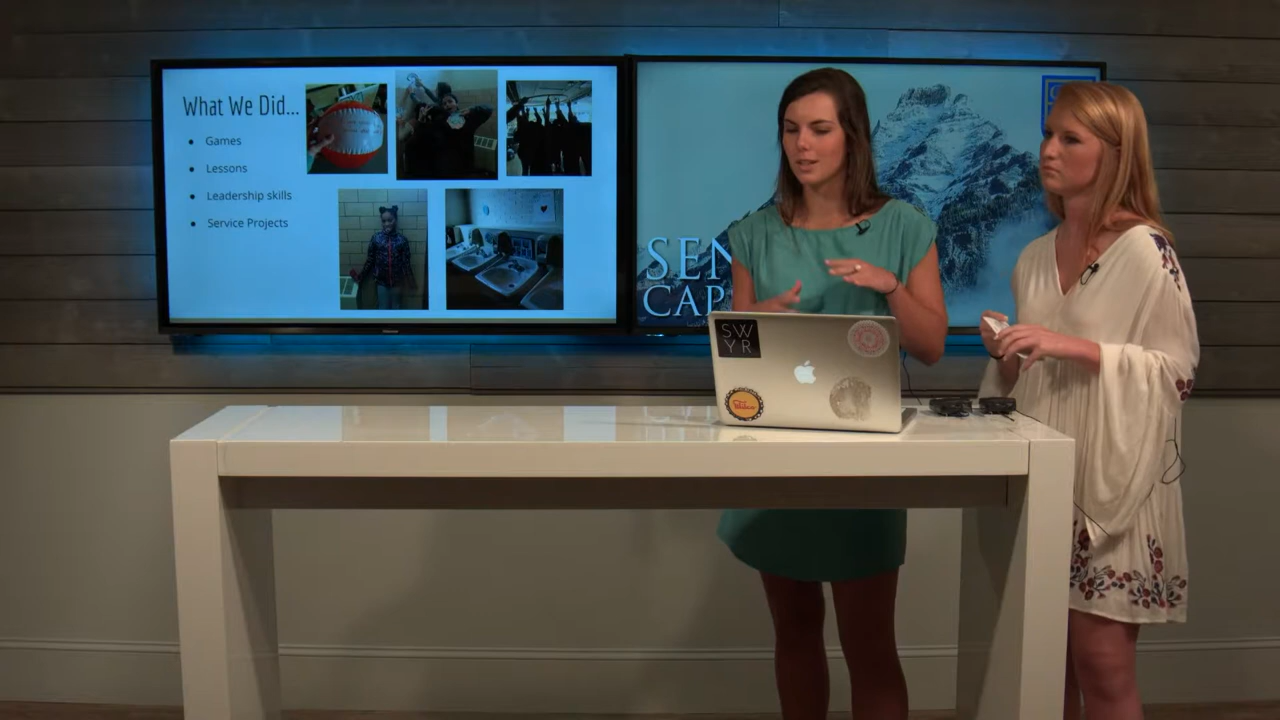 What We Did...
Games
Lessons
Leadership skills
Service Projects
SEN
CAP
SW
YR